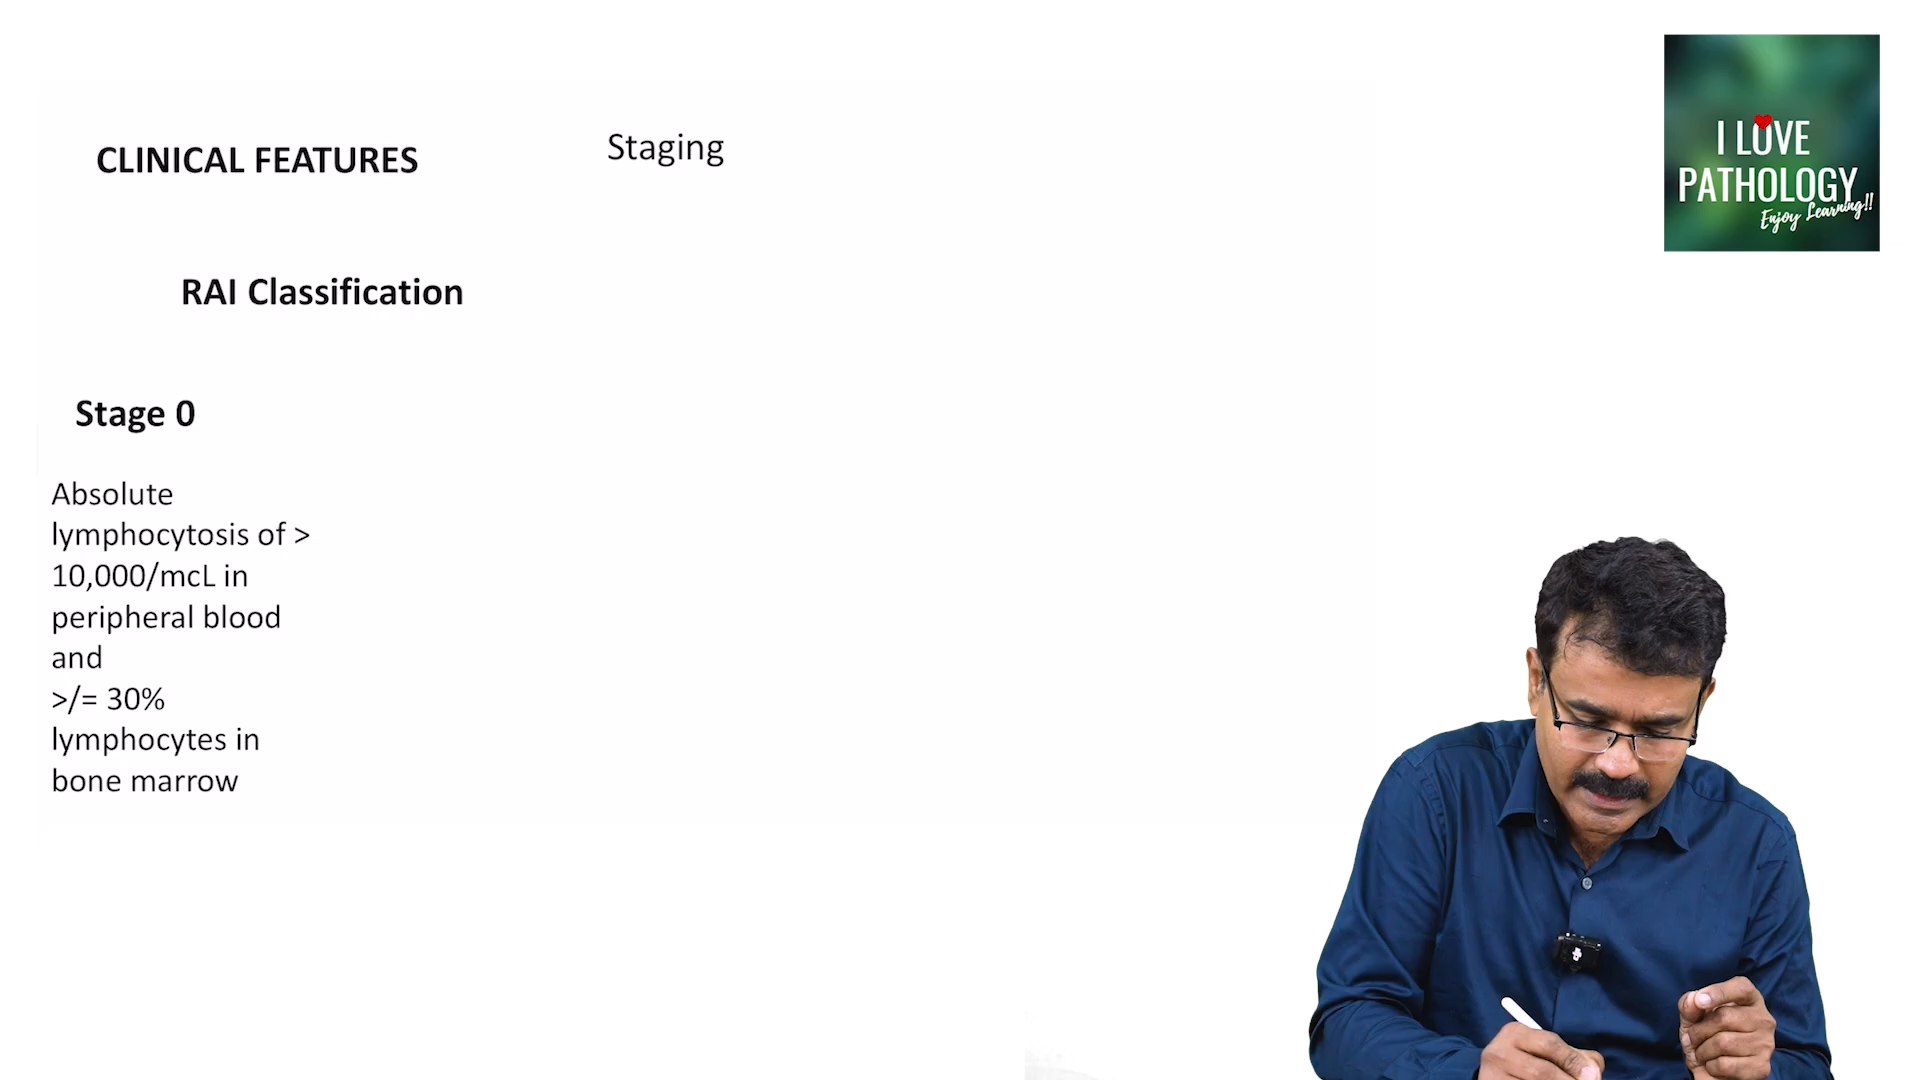 CLINICAL FEATURES
Staging
RAI Classification
Stage 0
Absolute
lymphocytosis of >
10,000/mcL in
peripheral blood
and
>/= 30%
lymphocytes in
bone marrow
I LOVE
PATHOLOGY
Enjoy Learning!!